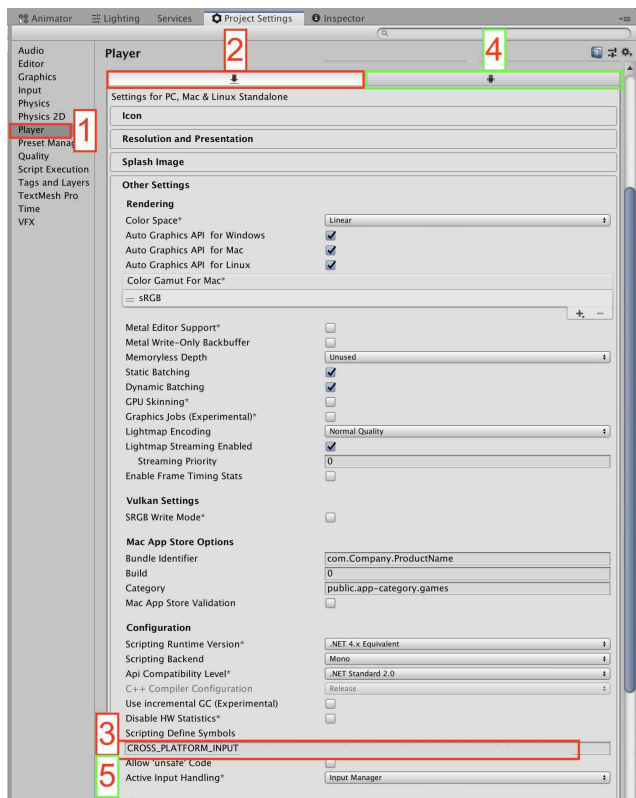 Animator Lighting Services Project Settings Inspector
Audio
Editor
Graphics
Input
Physics
Physics 2D
Player
Preset Manag
Quality
Script Execution
Tags and Layers
TextMesh Pro
Time
VFX
1
Player
2
4
Settings for PC, Mac & Linux Standalone
Icon
Resolution and Presentation
Splash Image
Other Settings
Rendering
Color Space* Linear
Auto Graphics API for Windows
Auto Graphics API for Mac
Auto Graphics API for Linux
Color Gamut For Mac*
sRGB
Metal Editor Support*
Metal Write-Only Backbuffer
Memoryless Depth Unused
Static Batching
Dynamic Batching
GPU Skinning*
Graphics Jobs (Experimental)*
Lightmap Encoding Normal Quality
Lightmap Streaming Enabled
Streaming Priority 0
Enable Frame Timing Stats
Vulkan Settings
SRGB Write Mode*
Mac App Store Options
Bundle Identifier com.Company.ProductName
Build 0
Category public.app-category.games
Mac App Store Validation
Configuration
Scripting Runtime Version* .NET 4.x Equivalent
Scripting Backend Mono
Api Compatibility Level* .NET Standard 2.0
C++ Compiler Configuration Release
Use incremental GC (Experimental)
Disable HW Statistics*
Scripting Define Symbols
3
CROSS_PLATFORM_INPUT
Allow 'unsafe' Code
5
Active Input Handling* Input Manager